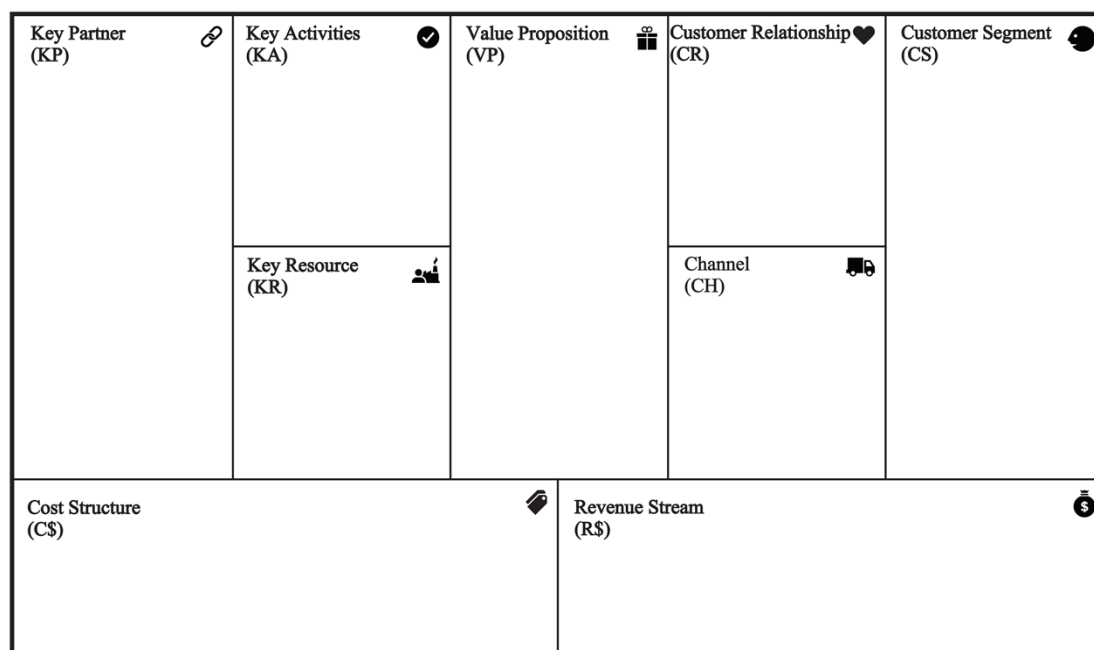 Key Partner
(KP)
Key Activities
(KA)
Value Proposition
(VP)
Customer Relationship
(CR)
Customer Segment
(CS)
Key Resource
(KR)
Channel
(CH)
Cost Structure
(C$)
Revenue Stream
(R$)
$